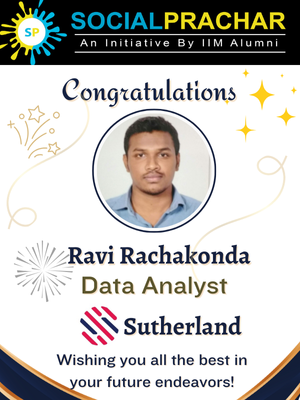 SP
SOCIALPRACHAR
An Initiative By IIM Alumni
Congratulations
Ravi Rachakonda
Data Analyst
Sutherland
Wishing you all the best in
your future endeavors!